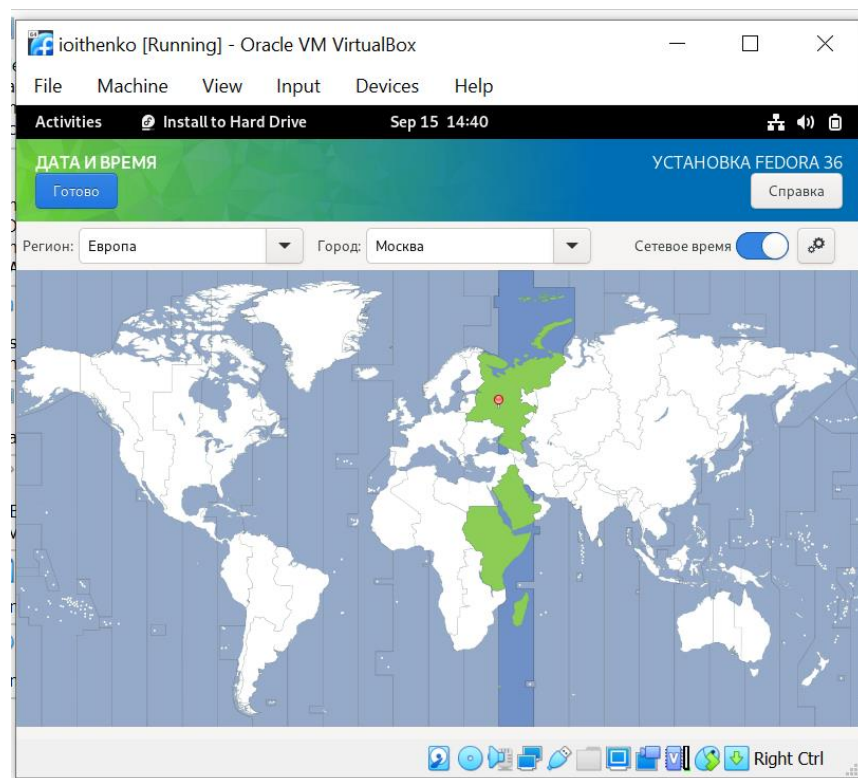 ioithenko [Running] - Oracle VM VirtualBox
File Machine View Input Devices Help
Activities Install to Hard Drive Sep 15 14:40
ДАТА И ВРЕМЯ УСТАНОВКА FEDORA 36
Готово Справка
Регион: Европа Город: Москва Сетевое время
Right Ctrl